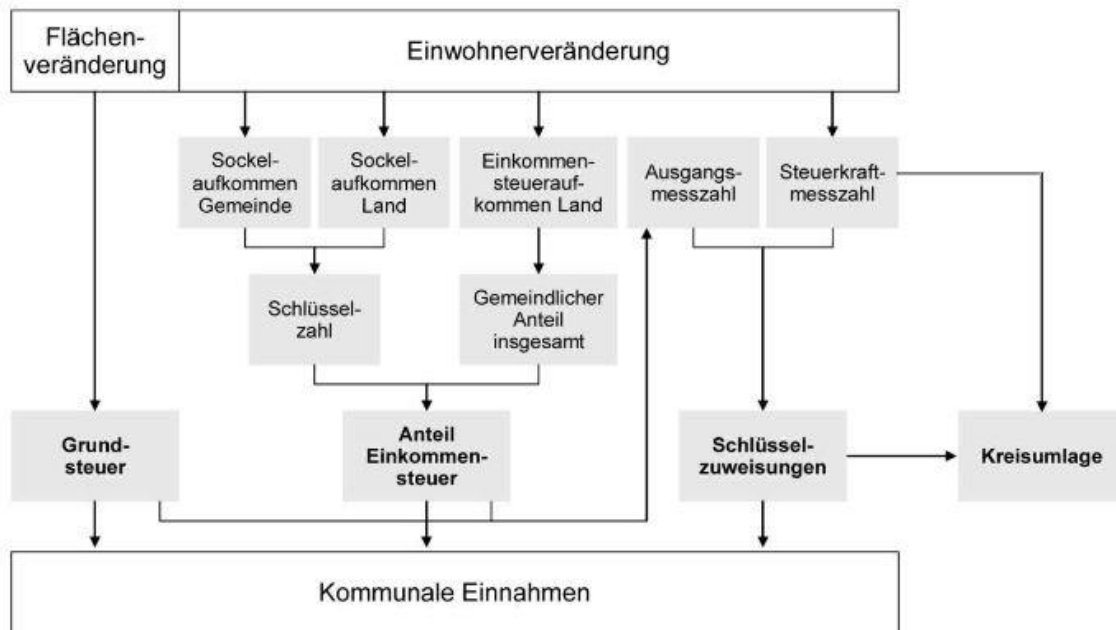 Flächen-
veränderung
Einwohnerveränderung
Sockel-
aufkommen
Gemeinde
Sockel-
aufkommen
Land
Einkommen-
steuerauf-
kommen Land
Ausgangs-
messzahl
Steuerkraft-
messzahl
Schlüssel-
zahl
Gemeindlicher
Anteil
insgesamt
Grund-
steuer
Anteil
Einkommen-
steuer
Schlüssel-
zuweisungen
Kreisumlage
Kommunale Einnahmen